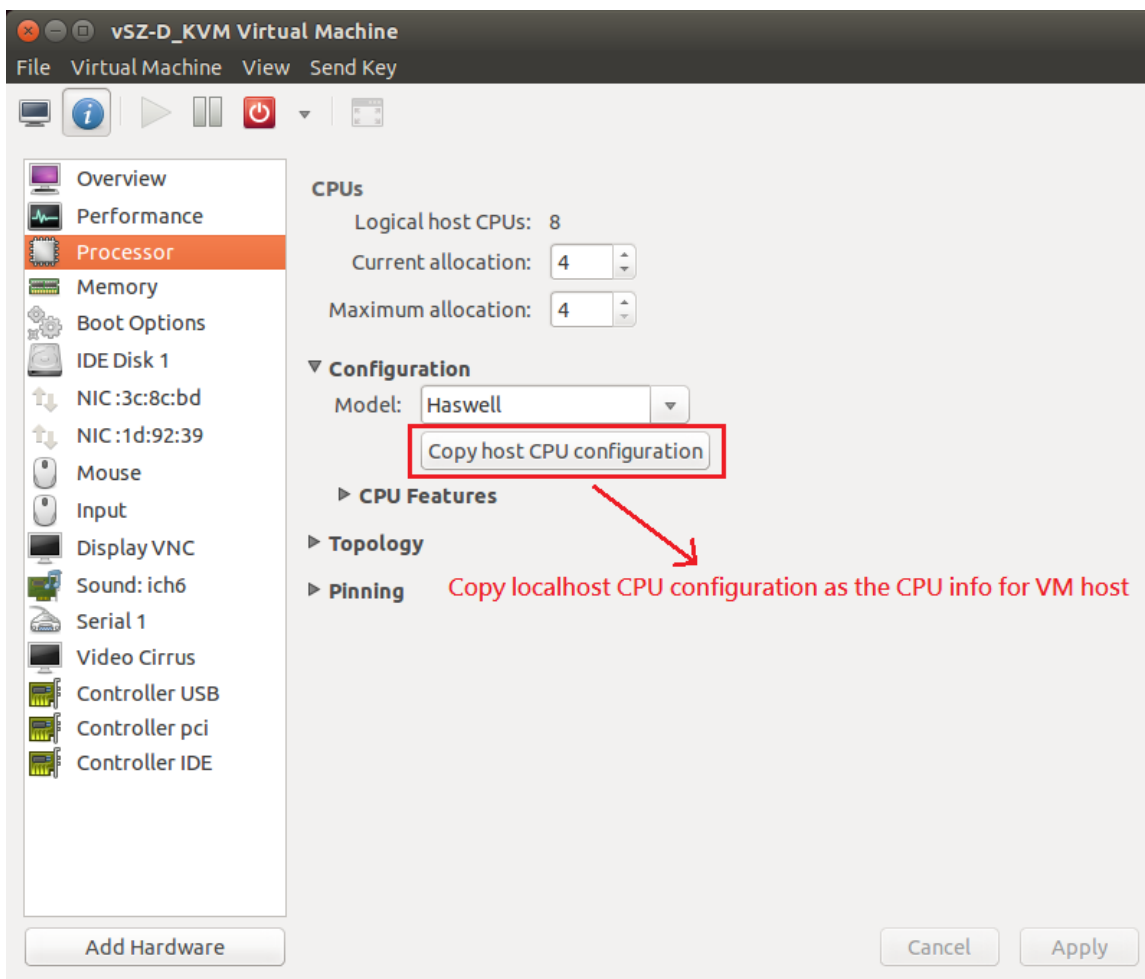 vSZ-D_KVM Virtual Machine
File Virtual Machine View Send Key
Overview
Performance
Processor
Memory
Boot Options
IDE Disk 1
NIC :3c:8c:bd
NIC :1d:92:39
Mouse
Input
Display VNC
Sound: ich6
Serial 1
Video Cirrus
Controller USB
Controller pci
Controller IDE
Add Hardware
CPUs
Logical host CPUs: 8
Current allocation: 4
Maximum allocation: 4
Configuration
Model: Haswell
Copy host CPU configuration
CPU Features
Topology
Pinning
Copy localhost CPU configuration as the CPU info for VM host
Cancel Apply